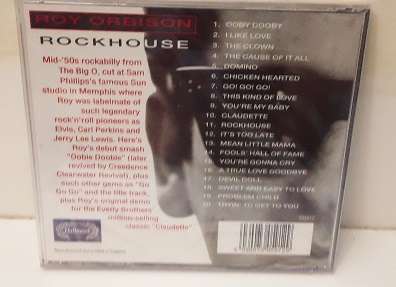 ROY ORBISON
ROCKHOUSE
Mid-'50s rockabilly from
The Big O, cut at Sam
Phillips's famous Sun
studio in Memphis where
Roy was labelmate of
such legendary
rock'n'roll pioneers as
Elvis, Carl Perkins and
Jerry Lee Lewis. Here's
Roy's debut smash
"Oobie Doobie" (later
revived by Creedence
Clearwater Revival), plus
such other gems as "Go
Go Go" and the title track,
plus Roy's original demo
for the Everly Brothers'
million-selling
classic "Claudette"
Hallmark
1. OOBY DOOBY
2. I LIKE LOVE
3. THE CLOWN
4. THE CAUSE OF IT ALL
5. DOMINO
6. CHICKEN HEARTED
7. GO! GO! GO!
8. THIS KIND OF LOVE
9. YOU'RE MY BABY
10. CLAUDETTE
11. ROCKHOUSE
12. IT'S TOO LATE
13. MEAN LITTLE MAMA
14. FOOLS' HALL OF FAME
15. YOU'RE GONNA CRY
16. A TRUE LOVE GOODBYE
17. DEVIL DOLL
18. SWEET AND EASY TO LOVE
19. PROBLEM CHILD
20. TRYIN' TO GET TO YOU